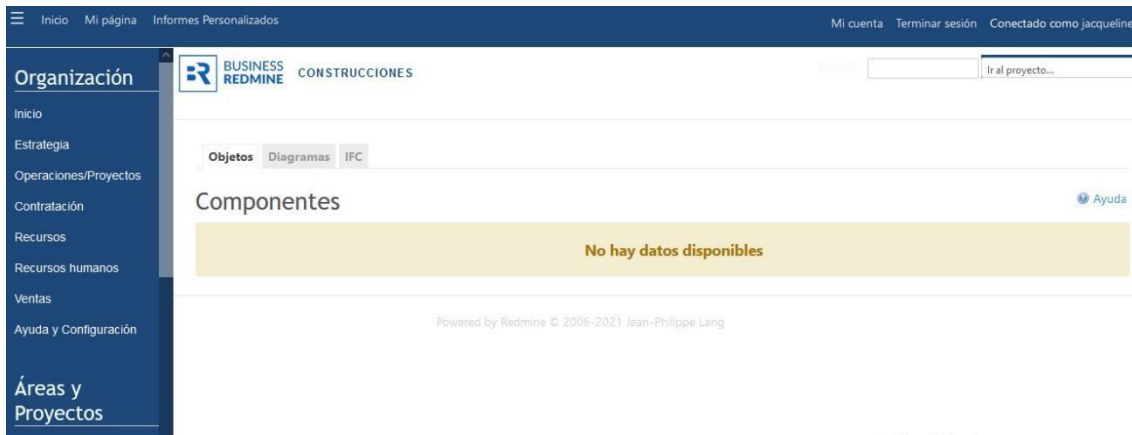 Inicio Mi página Informes Personalizados Mi cuenta Terminar sesión Conectado como jacqueline
Organización
Inicio
Estrategia
Operaciones/Proyectos
Contratación
Recursos
Recursos humanos
Ventas
Ayuda y Configuración
Áreas y
Proyectos
BUSINESS
REDMINE
CONSTRUCCIONES
Ir al proyecto...
Objetos Diagramas IFC
Componentes
Ayuda
No hay datos disponibles
Powered by Redmine © 2006-2021 Jean-Philippe Lang